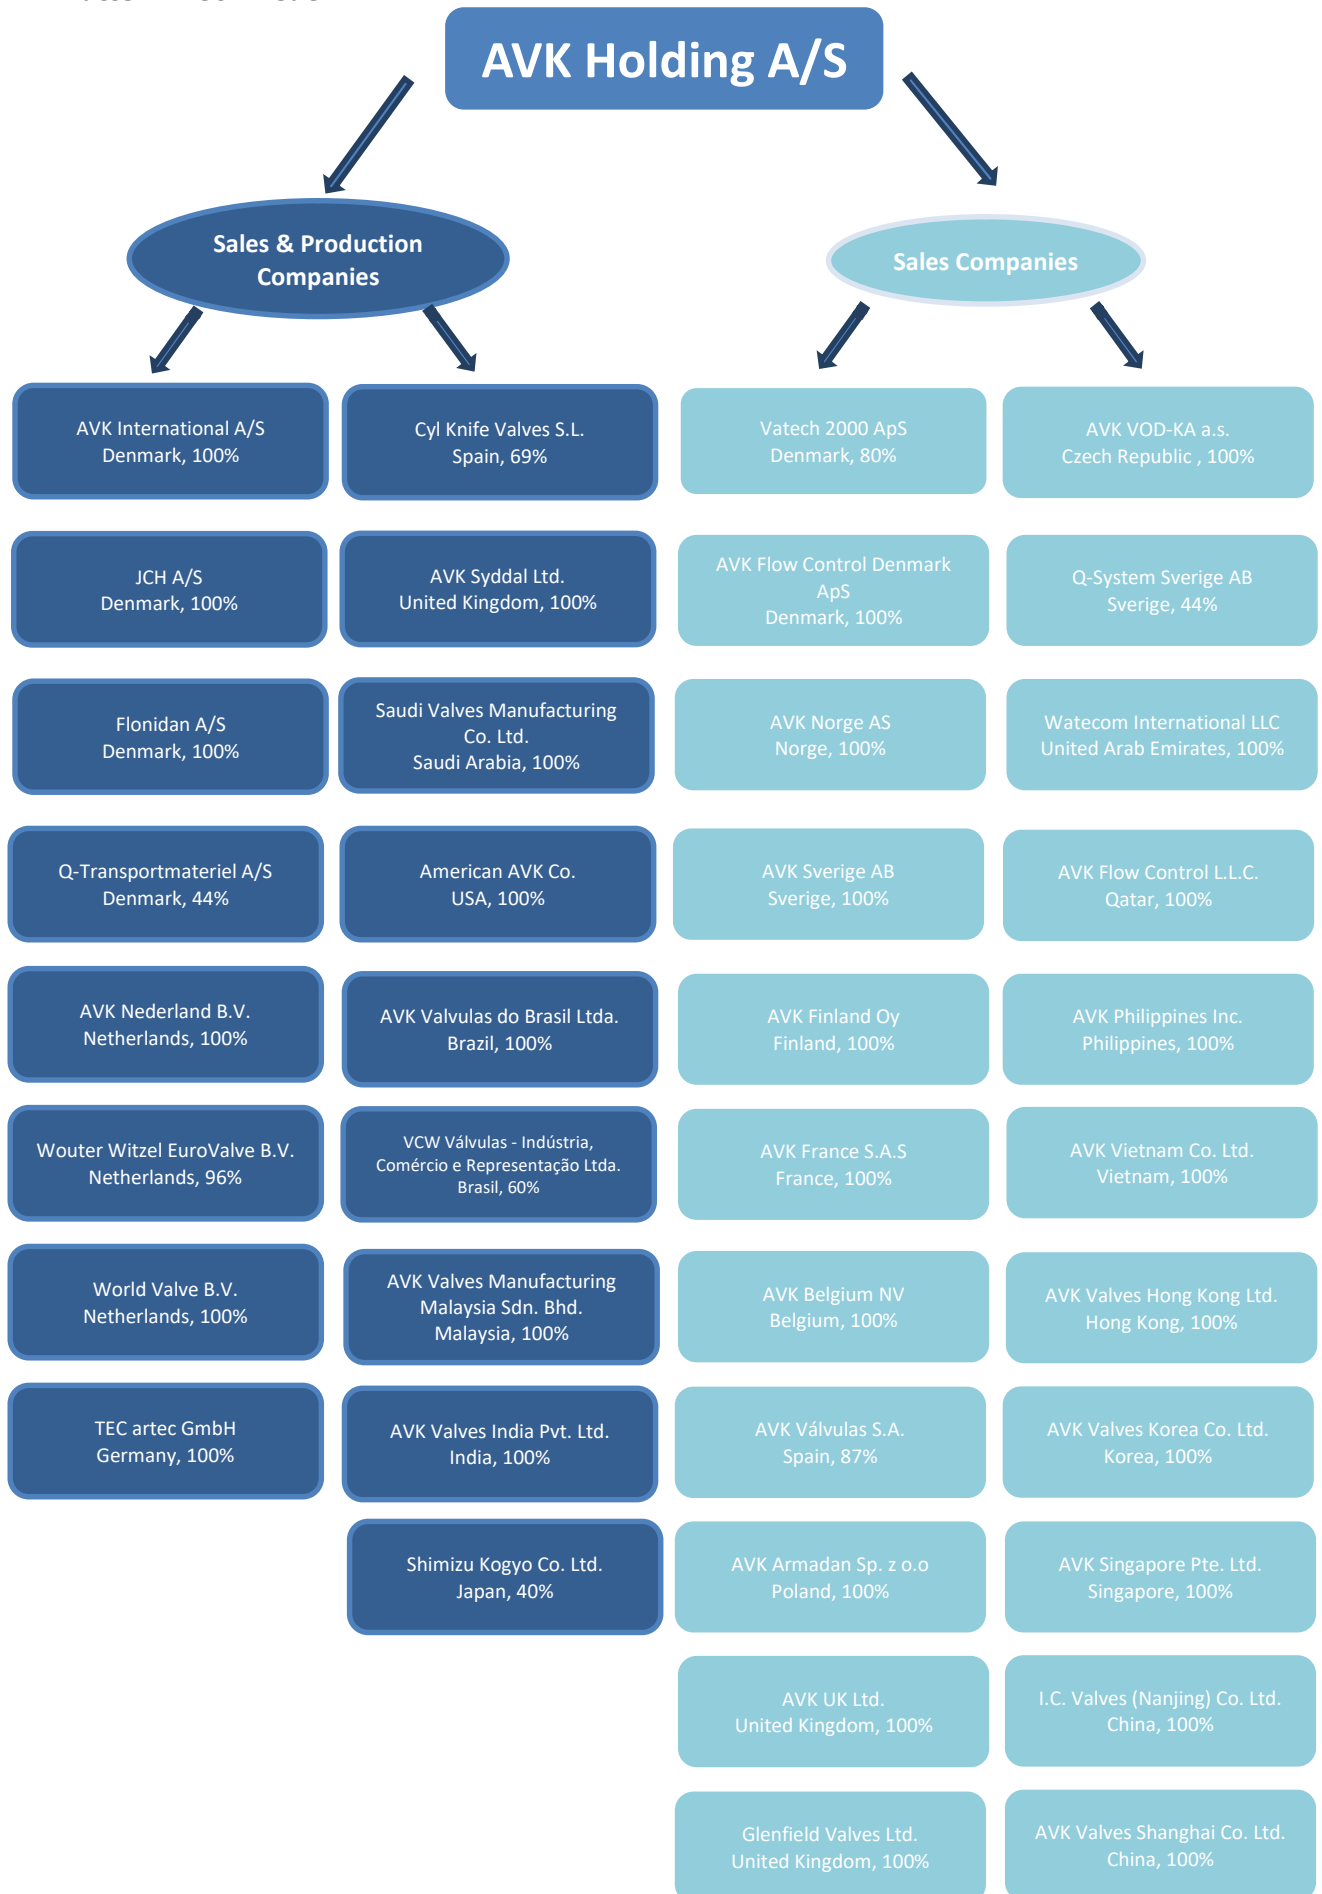 AVK Holding A/S
Sales & Production
Companies
Sales Companies
AVK International A/S
Denmark, 100%
JCH A/S
Denmark, 100%
Flonidan A/S
Denmark, 100%
Q-Transportmateriel A/S
Denmark, 44%
AVK Nederland B.V.
Netherlands, 100%
Wouter Witzel EuroValve B.V.
Netherlands, 96%
World Valve B.V.
Netherlands, 100%
TEC artec GmbH
Germany, 100%
Cyl Knife Valves S.L.
Spain, 69%
AVK Syddal Ltd.
United Kingdom, 100%
Saudi Valves Manufacturing
Co. Ltd.
Saudi Arabia, 100%
American AVK Co.
USA, 100%
AVK Valvulas do Brasil Ltda.
Brazil, 100%
VCW Válvulas - Indústria,
Comércio e Representação Ltda.
Brasil, 60%
AVK Valves Manufacturing
Malaysia Sdn. Bhd.
Malaysia, 100%
AVK Valves India Pvt. Ltd.
India, 100%
Shimizu Kogyo Co. Ltd.
Japan, 40%
Vatech 2000 ApS
Denmark, 80%
AVK Flow Control Denmark
ApS
Denmark, 100%
AVK Norge AS
Norge, 100%
AVK Sverige AB
Sverige, 100%
AVK Finland Oy
Finland, 100%
AVK France S.A.S
France, 100%
AVK Belgium NV
Belgium, 100%
AVK Válvulas S.A.
Spain, 87%
AVK Armadan Sp. z o.o
Poland, 100%
AVK UK Ltd.
United Kingdom, 100%
Glenfield Valves Ltd.
United Kingdom, 100%
AVK VOD-KA a.s.
Czech Republic , 100%
Q-System Sverige AB
Sverige, 44%
Watecom International LLC
United Arab Emirates, 100%
AVK Flow Control L.L.C.
Qatar, 100%
AVK Philippines Inc.
Philippines, 100%
AVK Vietnam Co. Ltd.
Vietnam, 100%
AVK Valves Hong Kong Ltd.
Hong Kong, 100%
AVK Valves Korea Co. Ltd.
Korea, 100%
AVK Singapore Pte. Ltd.
Singapore, 100%
I.C. Valves (Nanjing) Co. Ltd.
China, 100%
AVK Valves Shanghai Co. Ltd.
China, 100%